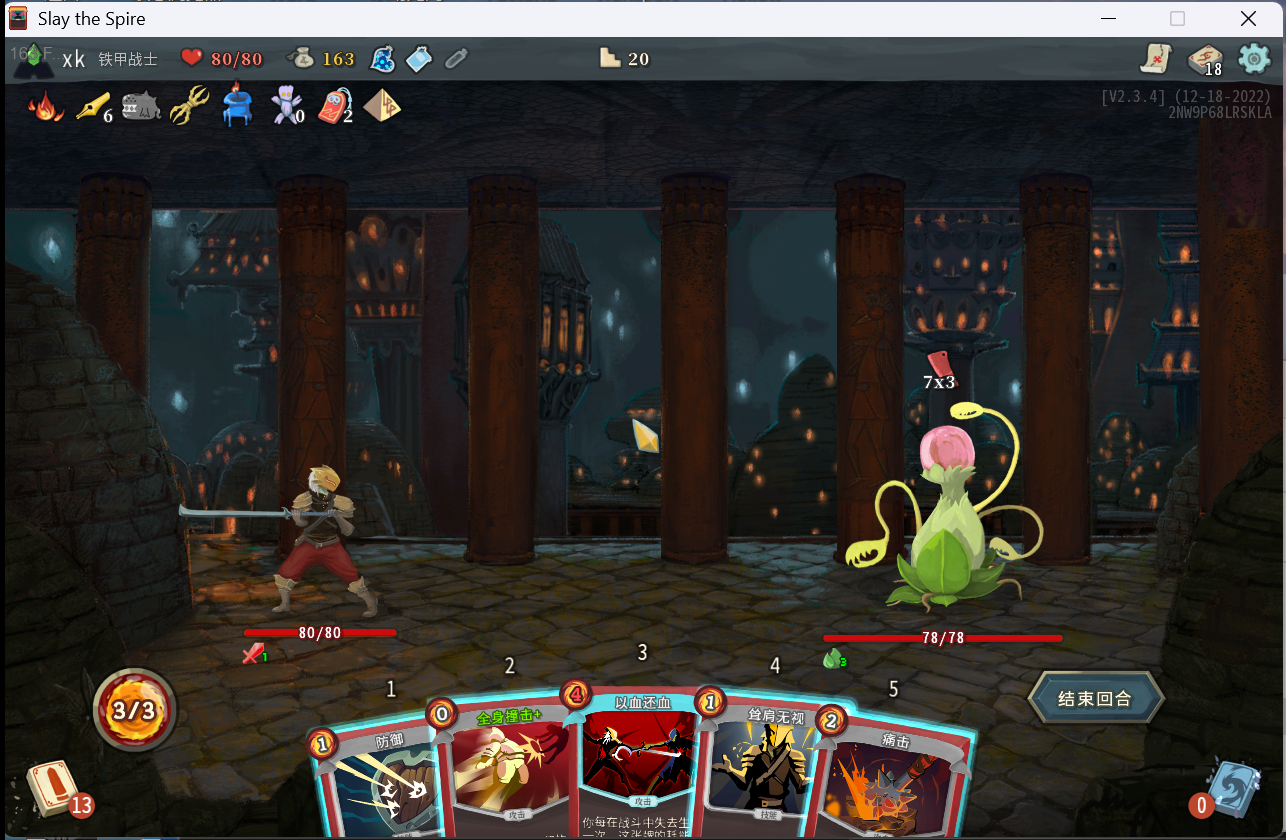 Slay the Spire
xk 铁甲战士 80/80 163 20 18
6 0 2
[V2.3.4] (12-18-2022)
2NW9P68LRSKLA
7x3
80/80
78/78
1
3
1
2
3
4
5
3/3
结束回合
1 防御
0 全身撞击+
4 以血还血
1 耸肩无视
2 痛击
攻击
攻击
技能
你每在战斗中失去生
13
0